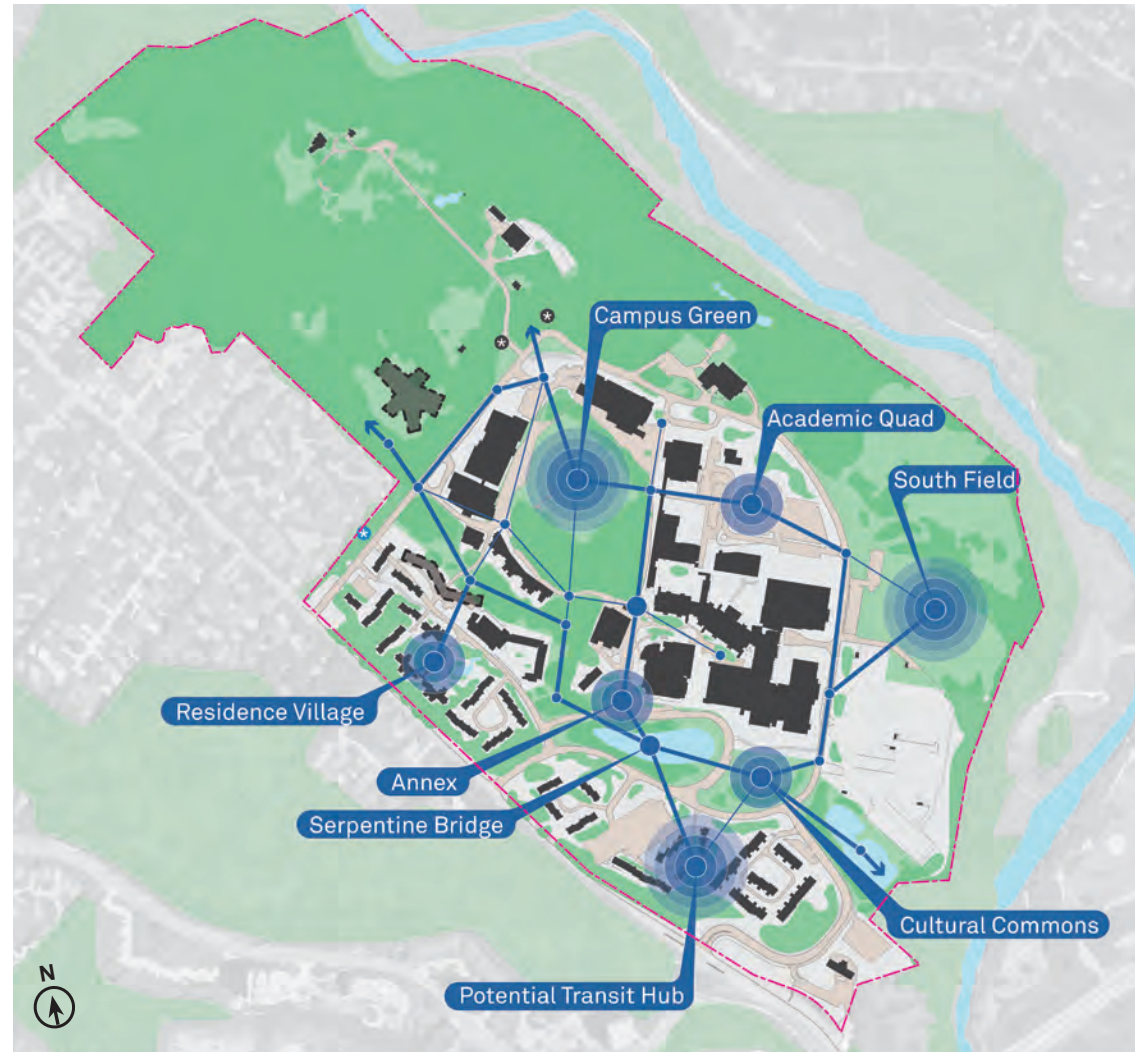 Campus Green
Academic Quad
South Field
Residence Village
Annex
Serpentine Bridge
Cultural Commons
Potential Transit Hub
N